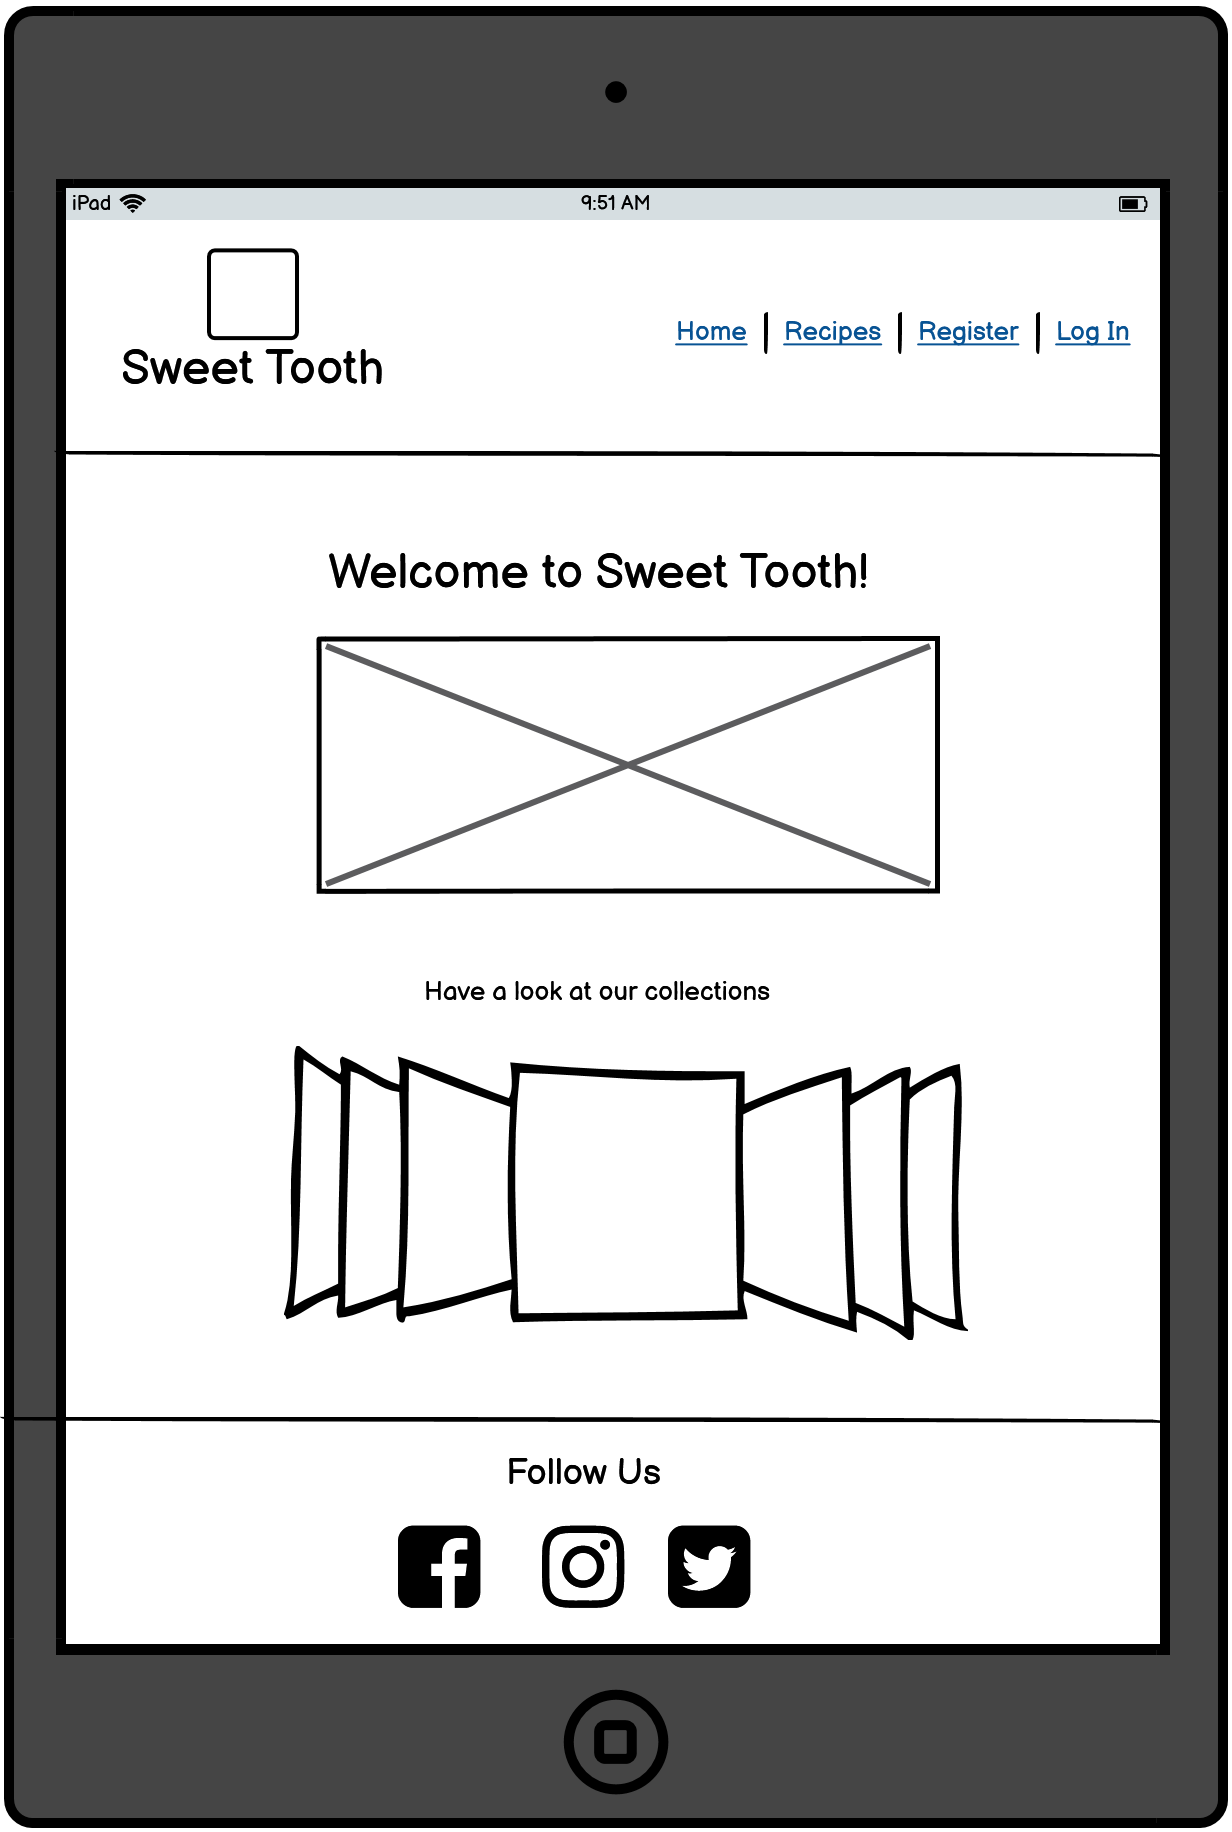 iPad
9:51 AM
Sweet Tooth
Home | Recipes | Register | Log In
Welcome to Sweet Tooth!
Have a look at our collections
Follow Us